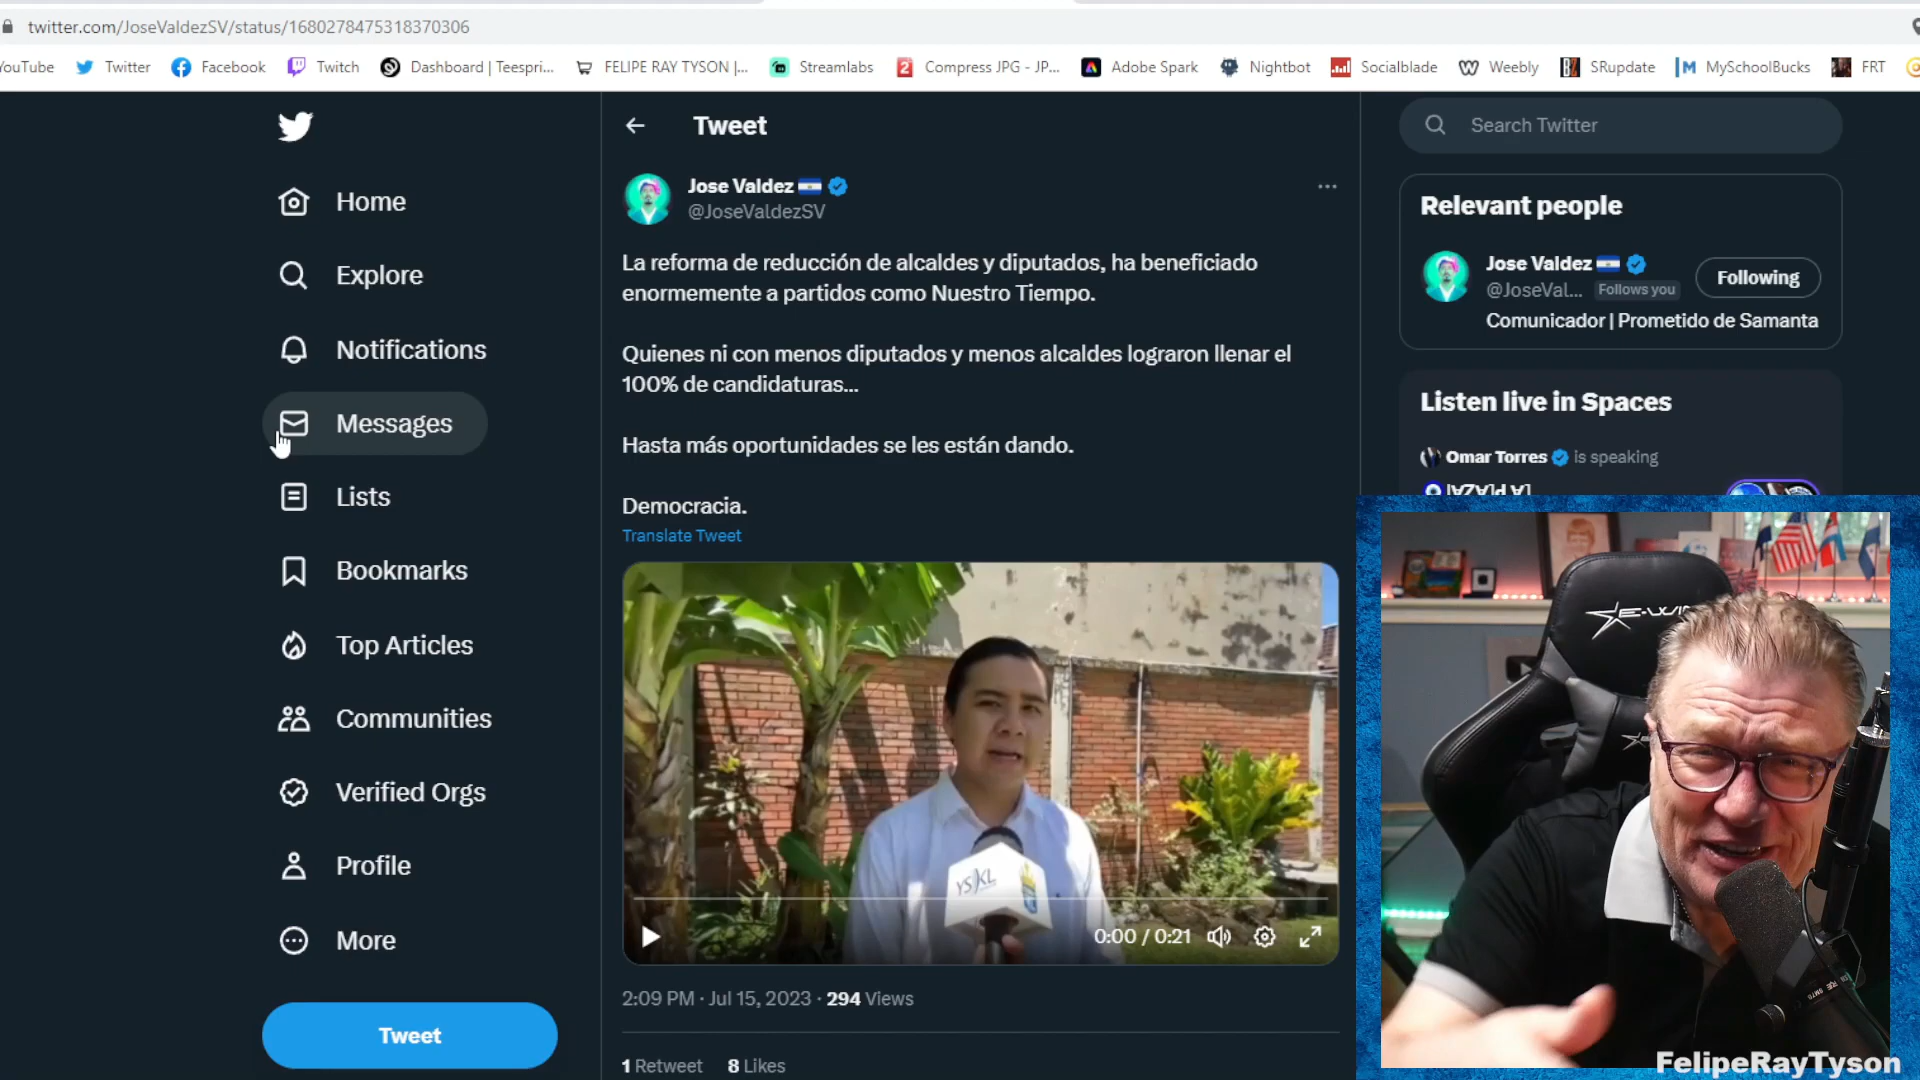 twitter.com/JoseValdezSV/status/1680278475318370306
YouTube Twitter Facebook Twitch Dashboard | Teespri... FELIPE RAY TYSON |... Streamlabs Compress JPG - JP... Adobe Spark Nightbot Socialblade Weebly SRupdate MySchoolBucks FRT
Home
Explore
Notifications
Messages
Lists
Bookmarks
Top Articles
Communities
Verified Orgs
Profile
More
Tweet
Tweet
Jose Valdez
@JoseValdezSV
La reforma de reducción de alcaldes y diputados, ha beneficiado
enormemente a partidos como Nuestro Tiempo.
Quienes ni con menos diputados y menos alcaldes lograron llenar el
100% de candidaturas...
Hasta más oportunidades se les están dando.
Democracia.
Translate Tweet
YSKL
0:00 / 0:21
2:09 PM · Jul 15, 2023 · 294 Views
1 Retweet 8 Likes
Search Twitter
Relevant people
Jose Valdez
@JoseVal... Follows you
Following
Comunicador | Prometido de Samanta
Listen live in Spaces
Omar Torres is speaking
FelipeRayTyson